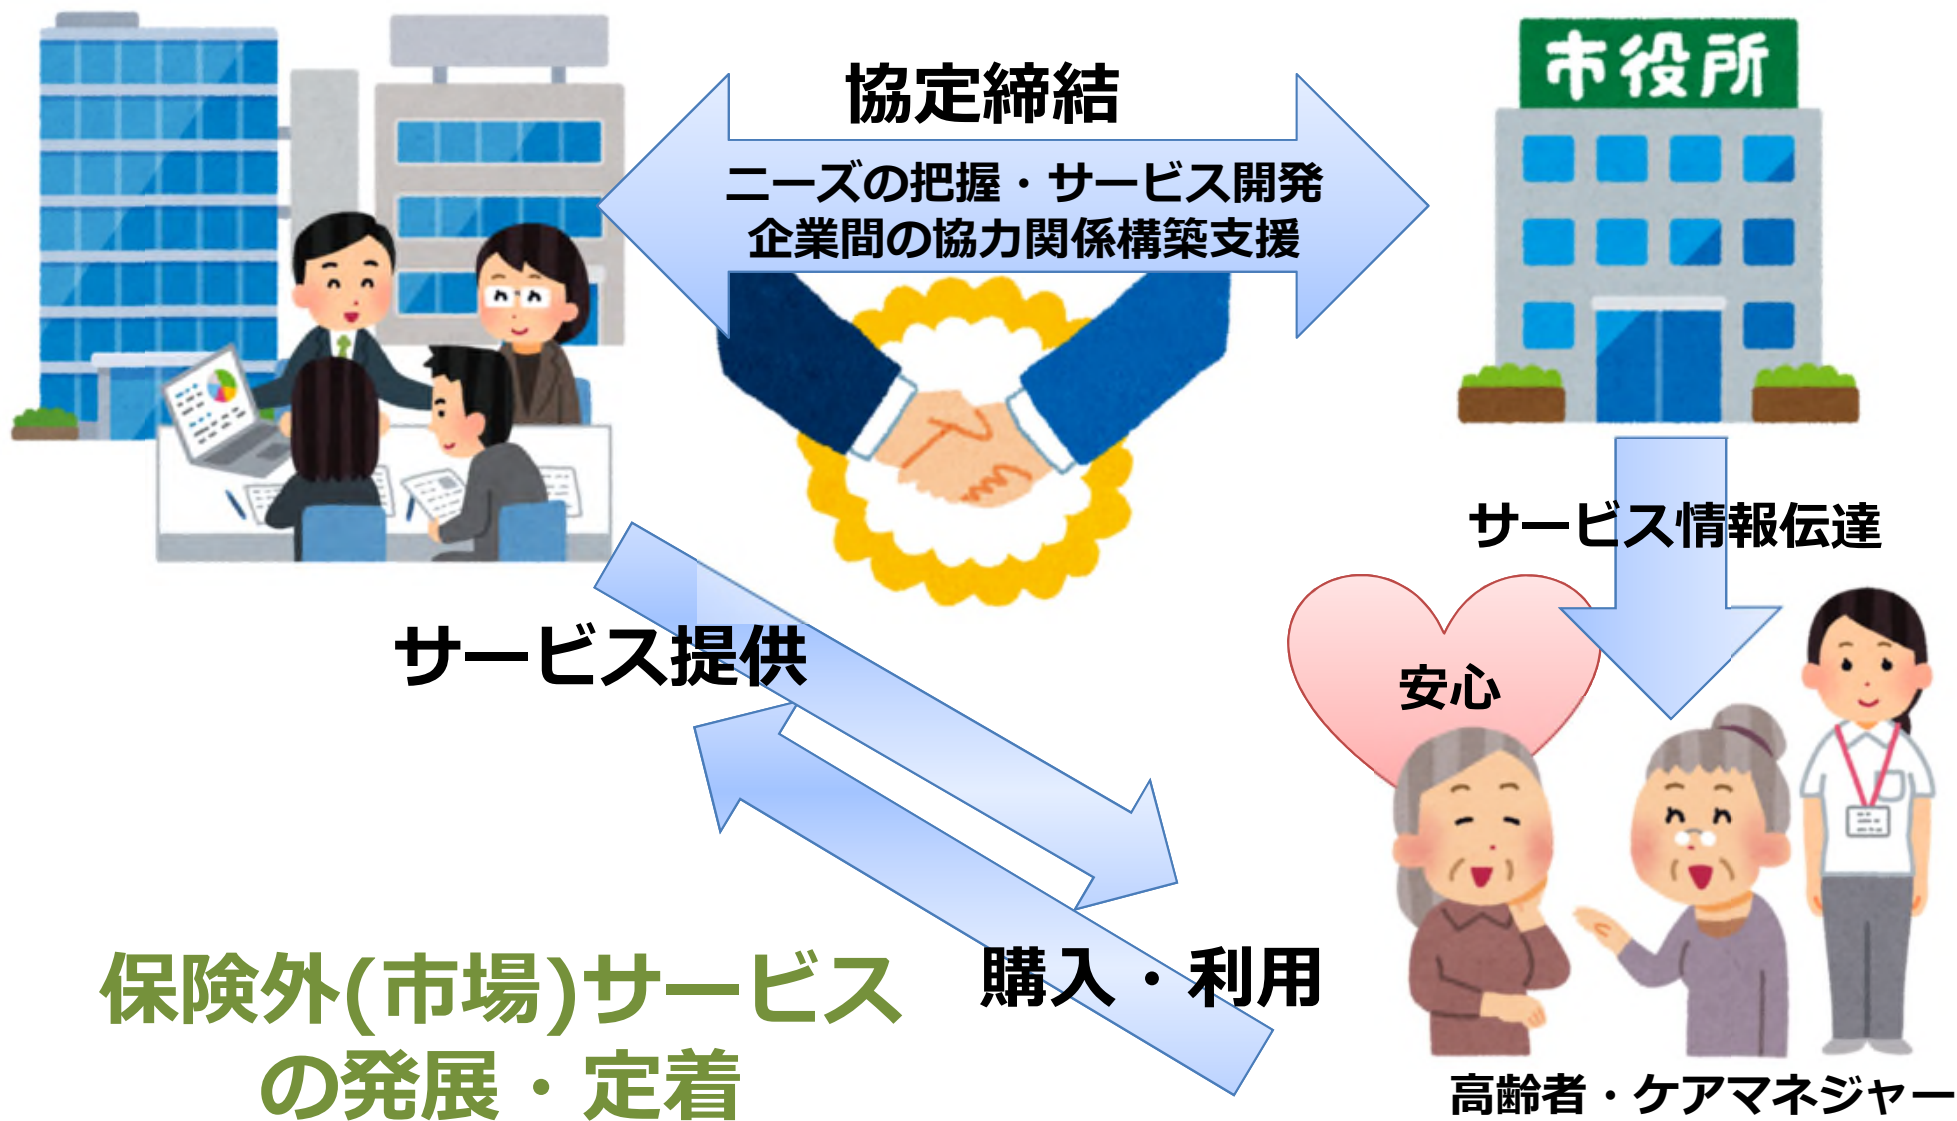 市役所
協定締結
ニーズの把握・サービス開発
企業間の協力関係構築支援
サービス情報伝達
安心
サービス提供
購入・利用
保険外(市場)サービス
の発展・定着
高齢者・ケアマネジャー